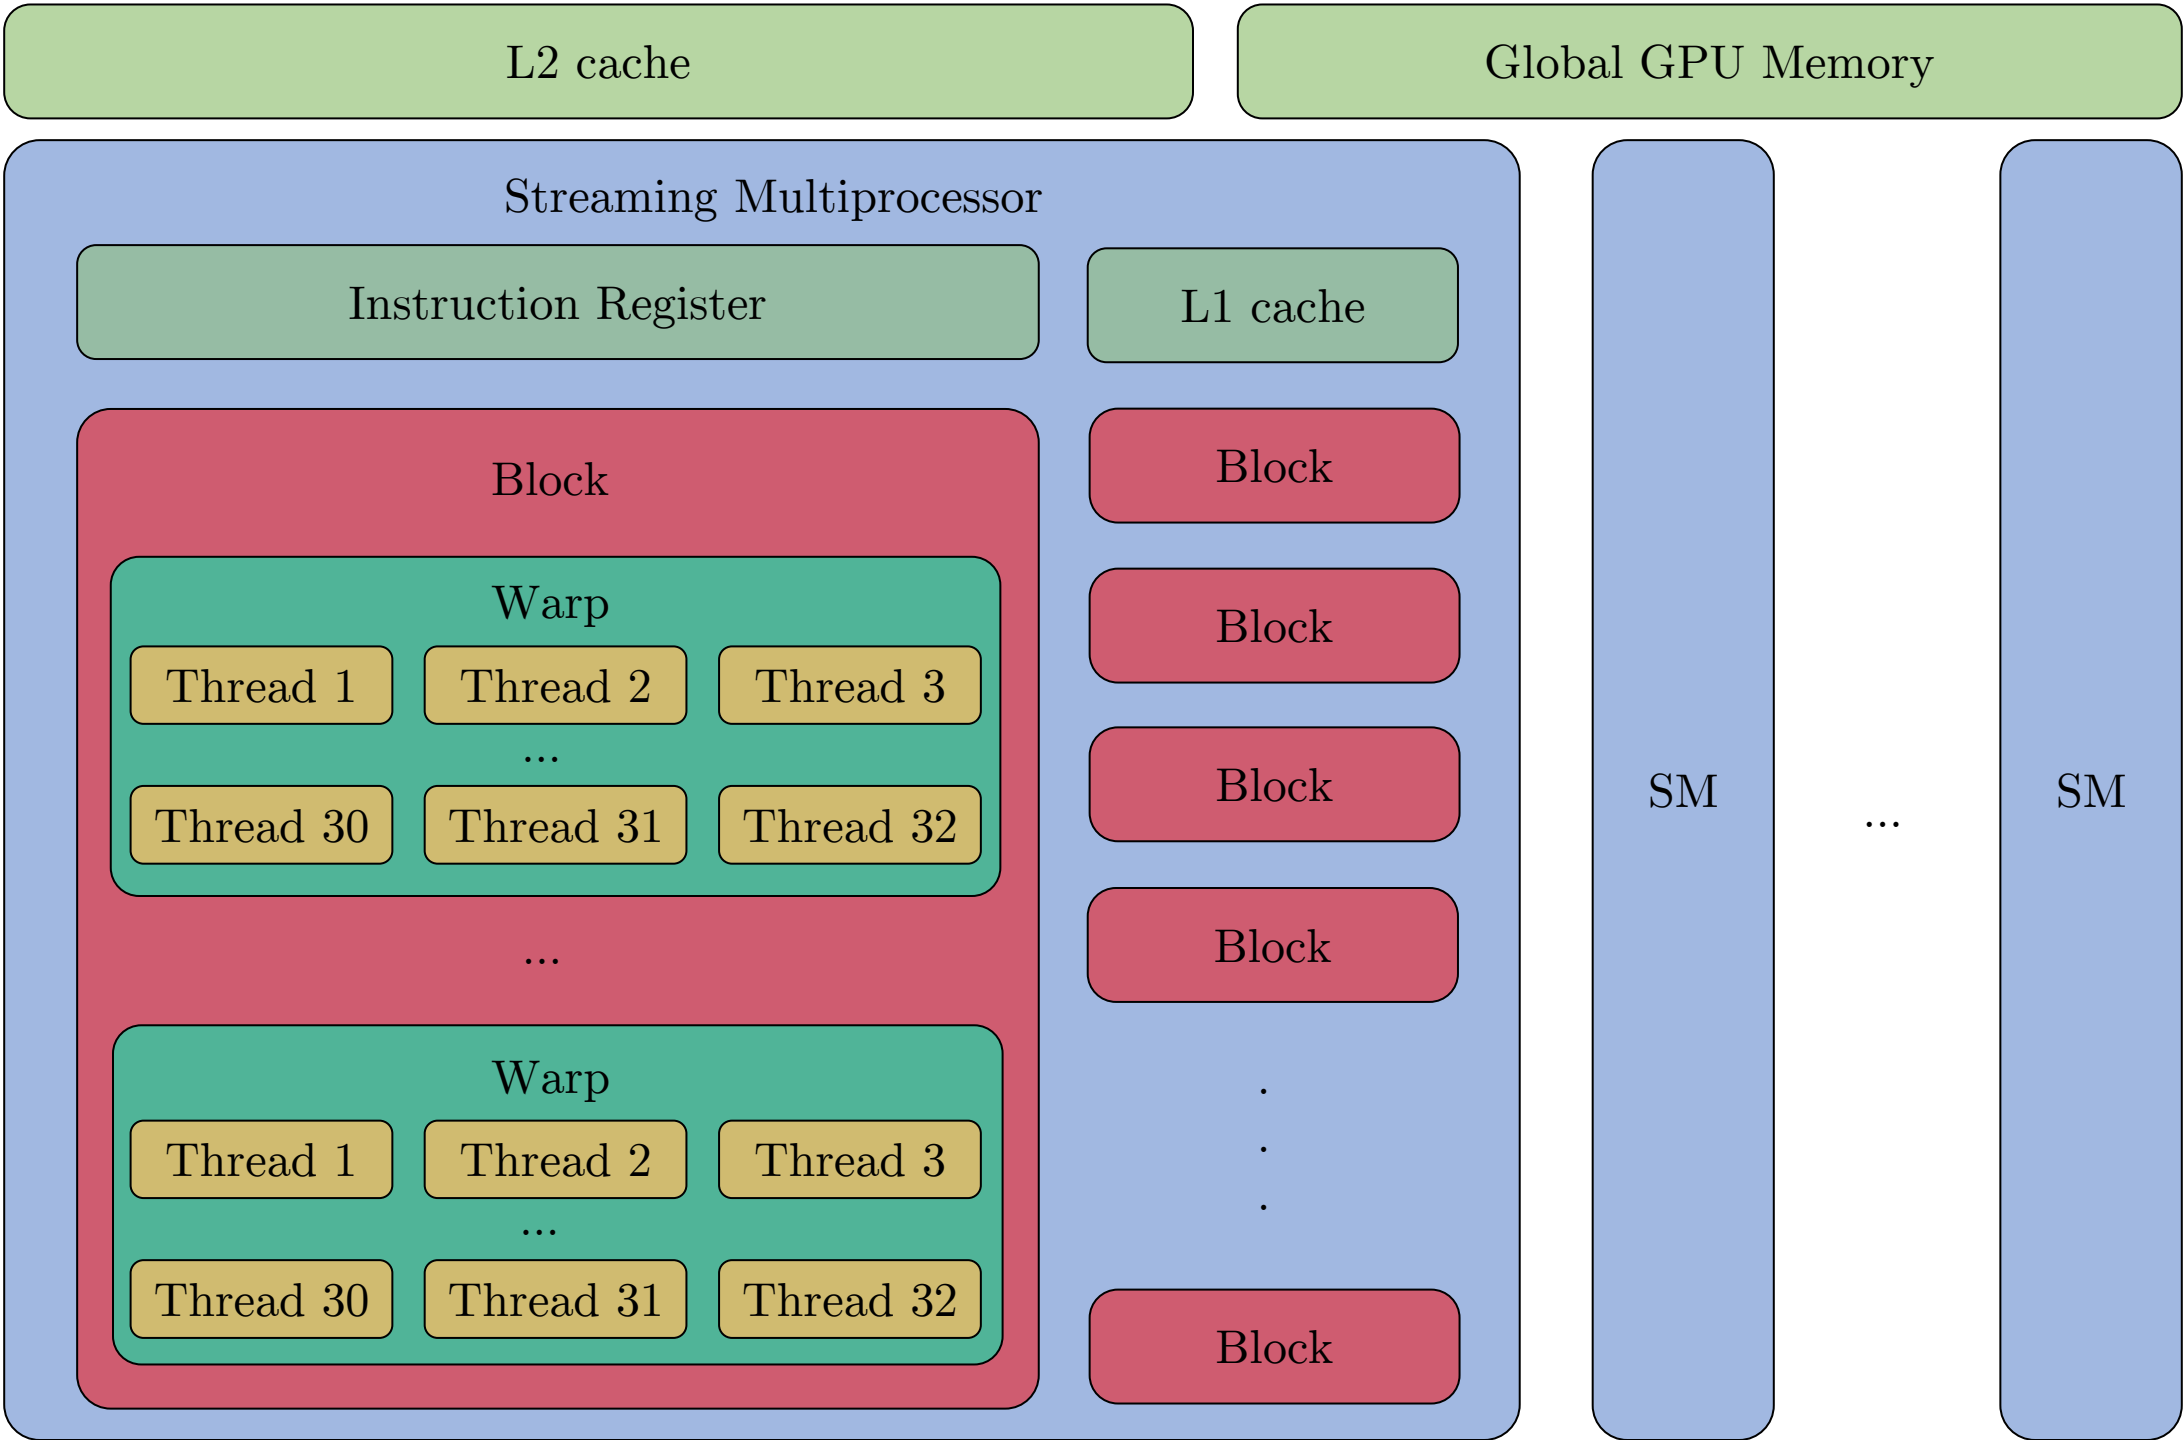 L2 cache
Global GPU Memory
Streaming Multiprocessor
Instruction Register
L1 cache
Block
Warp
Thread 1 Thread 2 Thread 3
...
Thread 30 Thread 31 Thread 32
...
Warp
Thread 1 Thread 2 Thread 3
...
Thread 30 Thread 31 Thread 32
Block
Block
Block
Block
.
.
.
Block
SM
...
SM